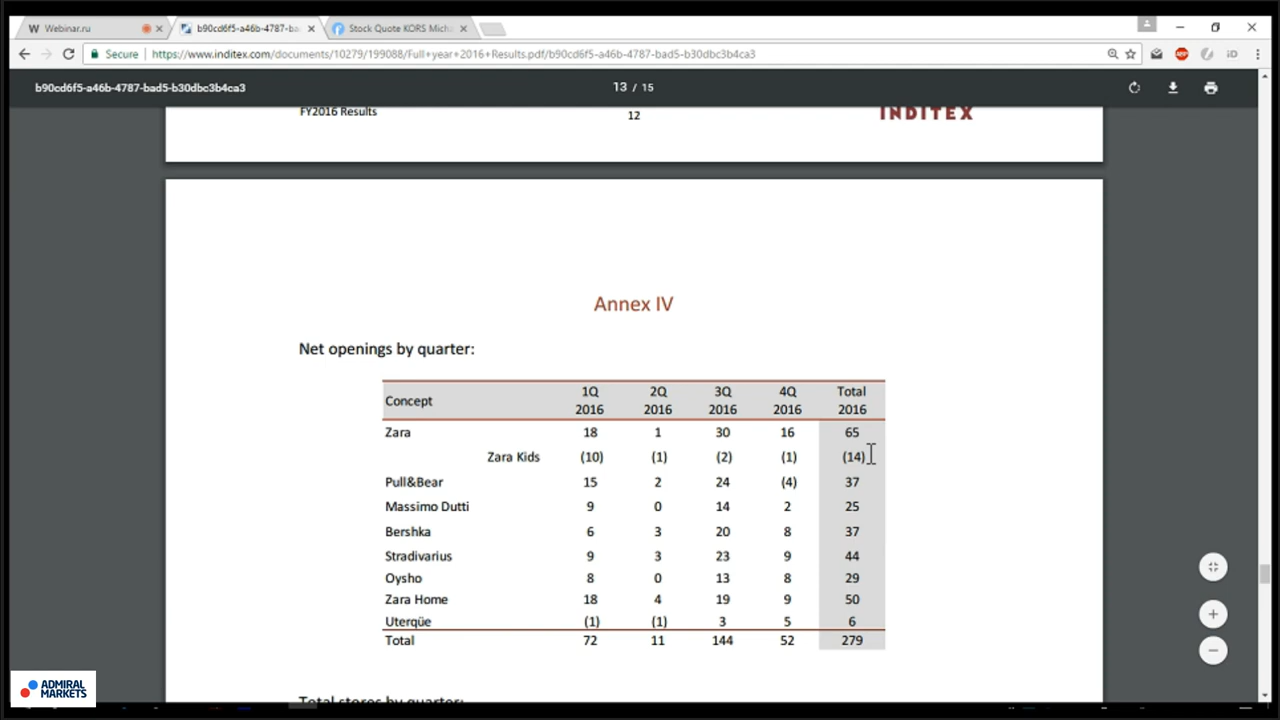 Webinar.ru
b90cd6f5-a46b-4787-ba
Stock Quote KORS Mich
Secure
https://www.inditex.com/documents/10279/199088/Full+year+2016+Results.pdf/b90cd6f5-a46b-4787-bad5-b30dbc3b4ca3
b90cd6f5-a46b-4787-bad5-b30dbc3b4ca3
13 / 15
FY2016 Results
12
INDITEX
Annex IV
Net openings by quarter:
Concept 1Q 2016 2Q 2016 3Q 2016 4Q 2016 Total 2016
Zara 18 1 30 16 65
Zara Kids (10) (1) (2) (1) (14)
Pull&Bear 15 2 24 (4) 37
Massimo Dutti 9 0 14 2 25
Bershka 6 3 20 8 37
Stradivarius 9 3 23 9 44
Oysho 8 0 13 8 29
Zara Home 18 4 19 9 50
Uterqüe (1) (1) 3 5 6
Total 72 11 144 52 279
Total stores by quarter:
ADMIRAL
MARKETS